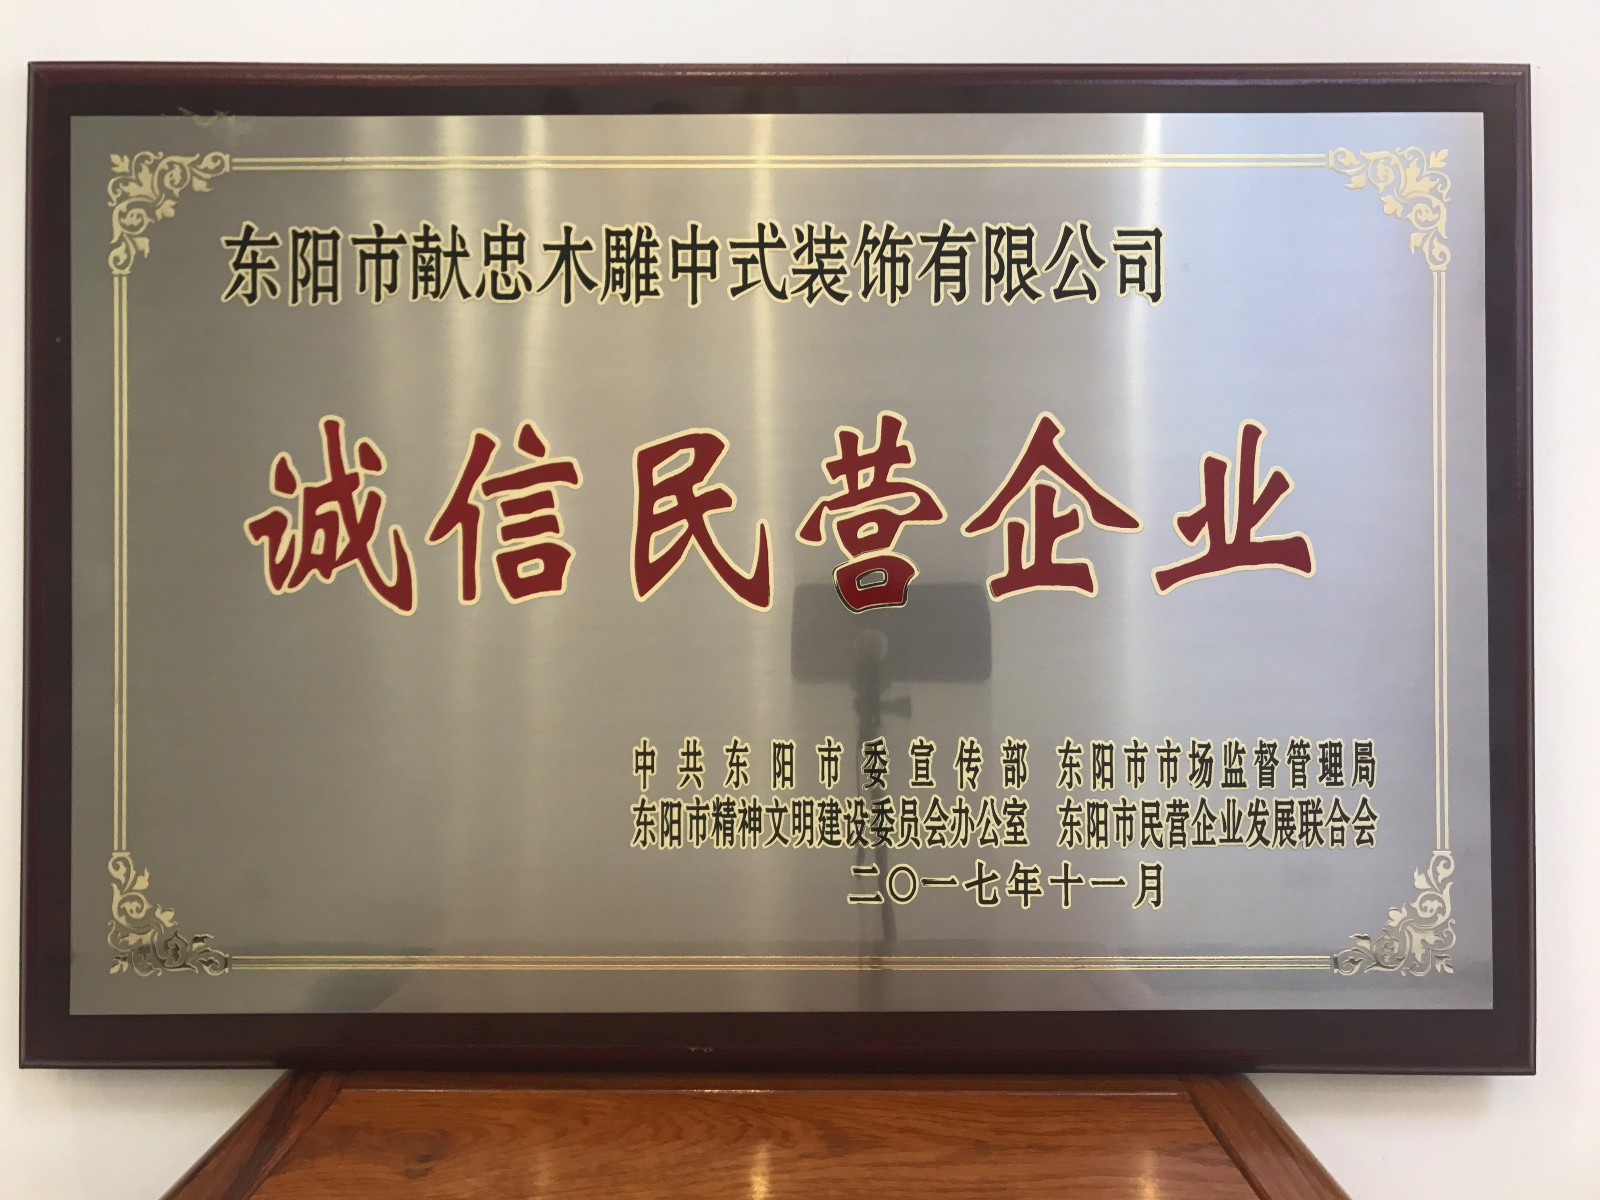 东阳市献忠木雕中式装饰有限公司
诚信民营企业
中共东阳市委宣传部 东阳市市场监督管理局
东阳市精神文明建设委员会办公室 东阳市民营企业发展联合会
二〇一七年十一月